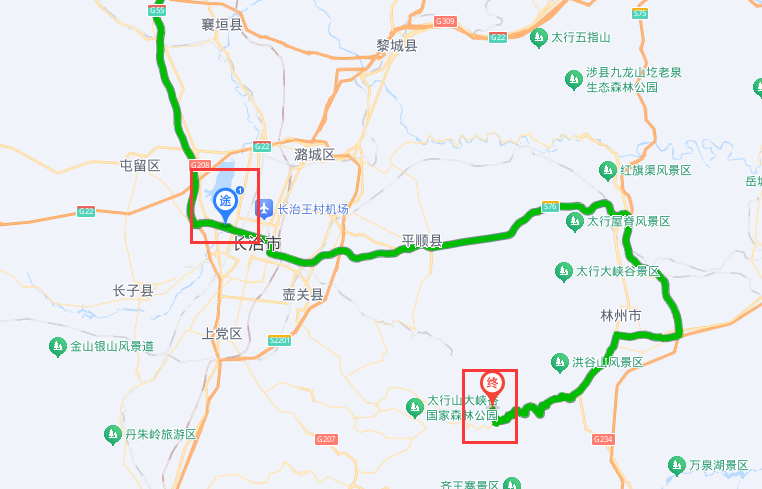 G55
襄垣县
G309
S75
黎城县
G22
太行五指山
涉县九龙山圪老泉
生态森林公园
G22
潞城区
屯留区
G208
红旗渠风景区
岳城
途
1
长治王村机场
G22
S76
太行屋脊风景区
长治市
平顺县
太行大峡谷景区
长子县
壶关县
林州市
上党区
S2201
金山银山风景道
洪谷山风景区
终
太行山大峡谷
国家森林公园
丹朱岭旅游区
G207
G234
万泉湖景区
齐王寨景区